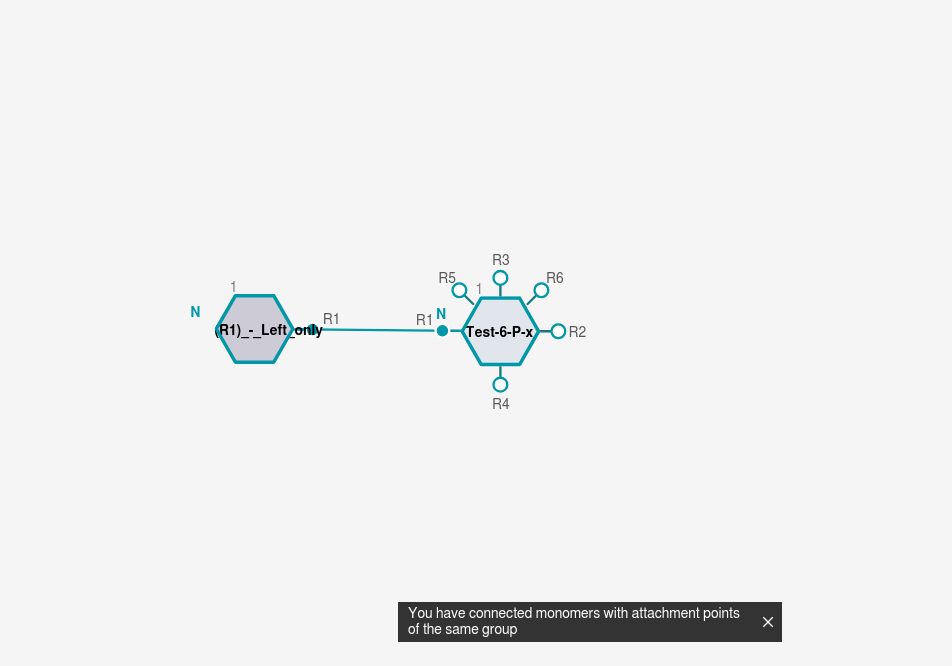 R3
R5
1
R6
1
N
N
R1
R1
(R1)_-_Left_only
Test-6-P-x
R2
R4
You have connected monomers with attachment points
of the same group